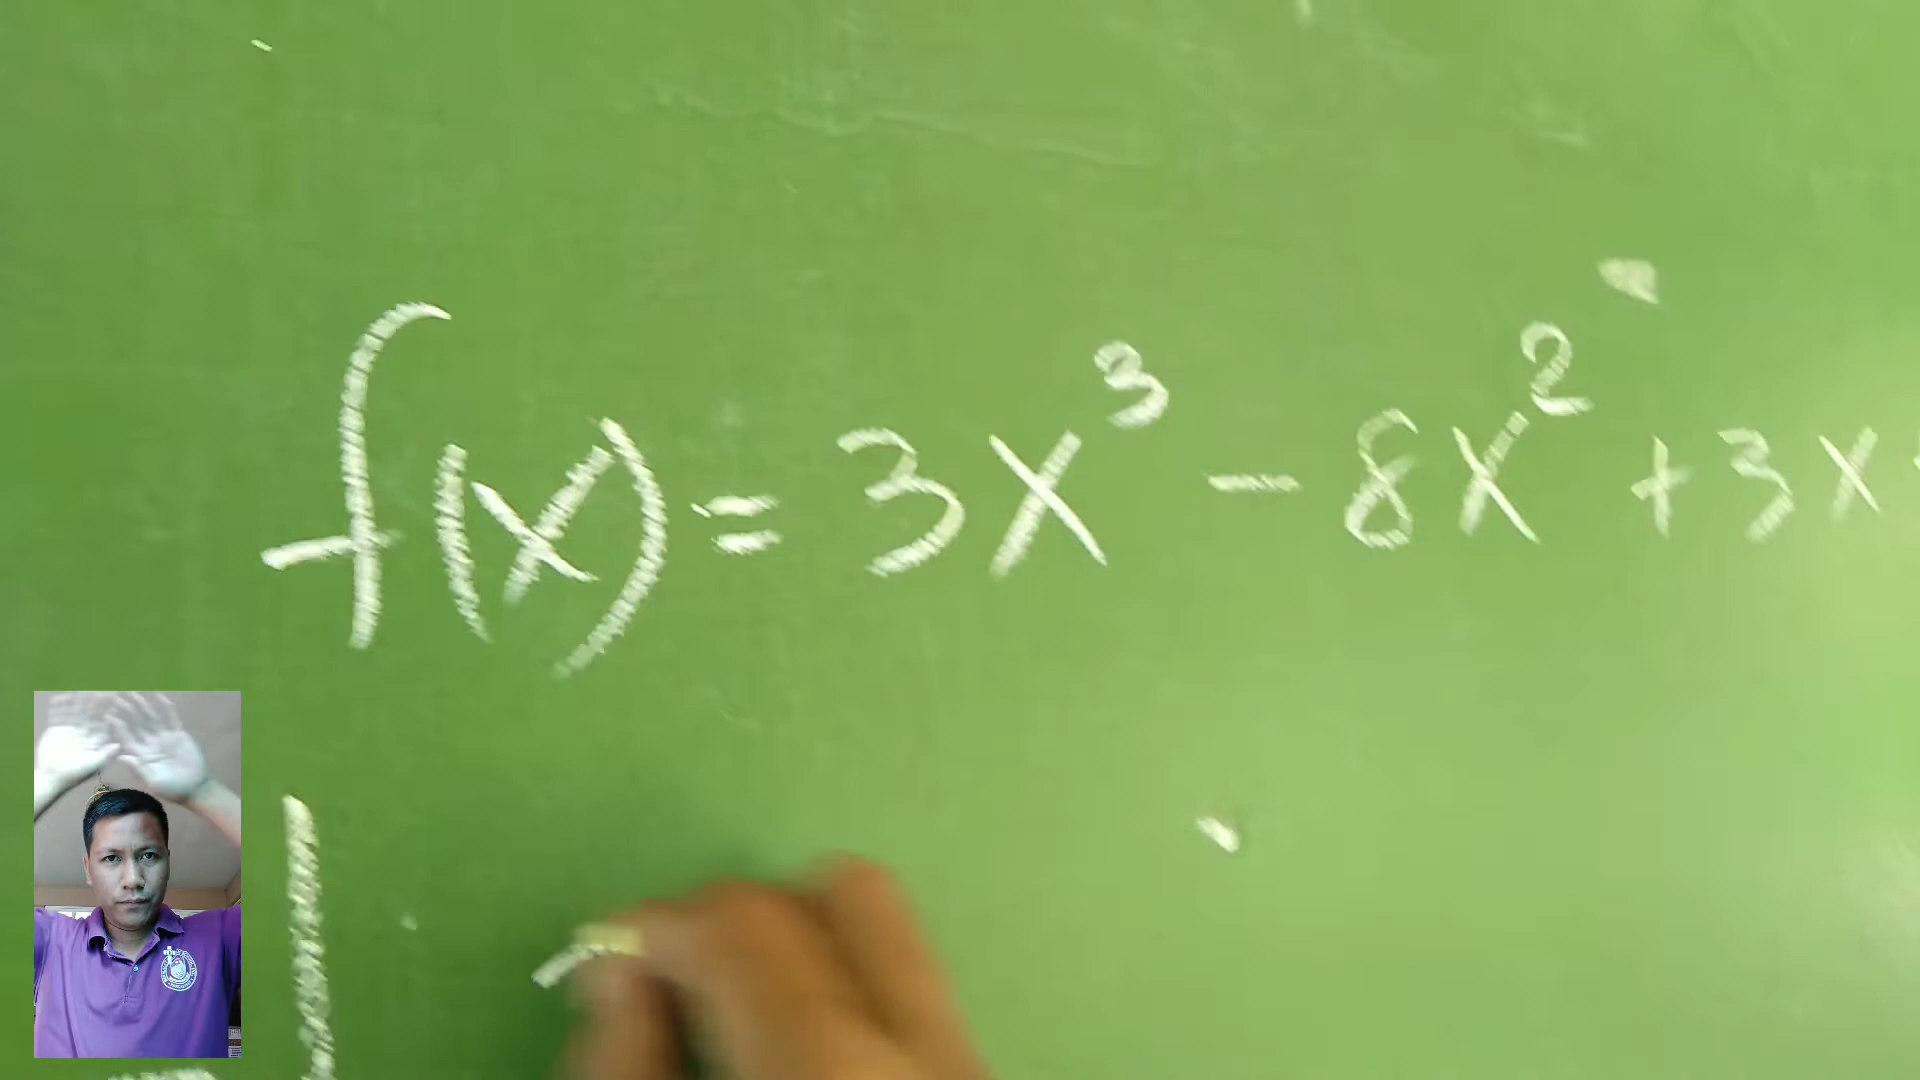 f(x) = 3x³ - 8x² + 3x